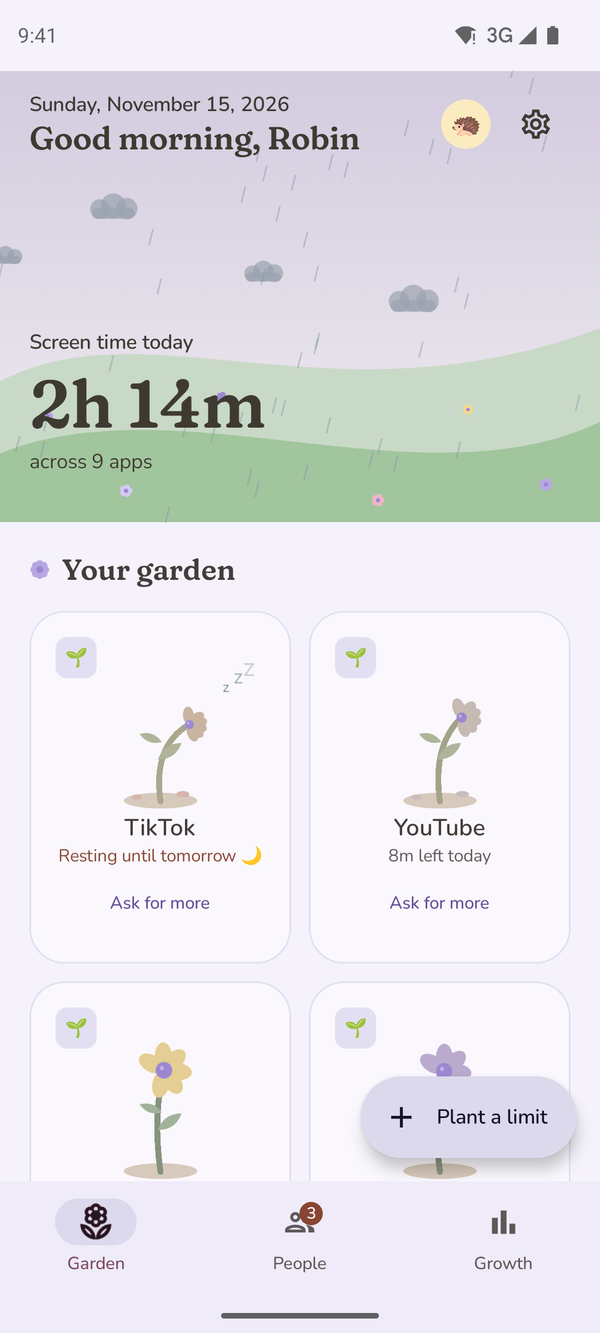 9:41
3G
Sunday, November 15, 2026
Good morning, Robin
Screen time today
2h 14m
across 9 apps
Your garden
z z Z
TikTok
Resting until tomorrow 🌙
Ask for more
YouTube
8m left today
Ask for more
Plant a limit
3
Garden
People
Growth